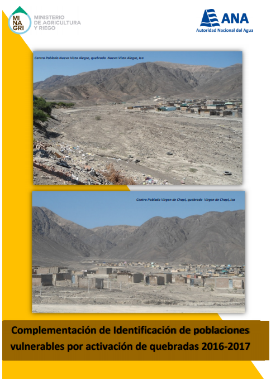 MINAGRI
MINISTERIO
DE AGRICULTURA
Y RIEGO
ANA
Autoridad Nacional del Agua
Complementación de Identificación de poblaciones
vulnerables por activación de quebradas 2016-2017